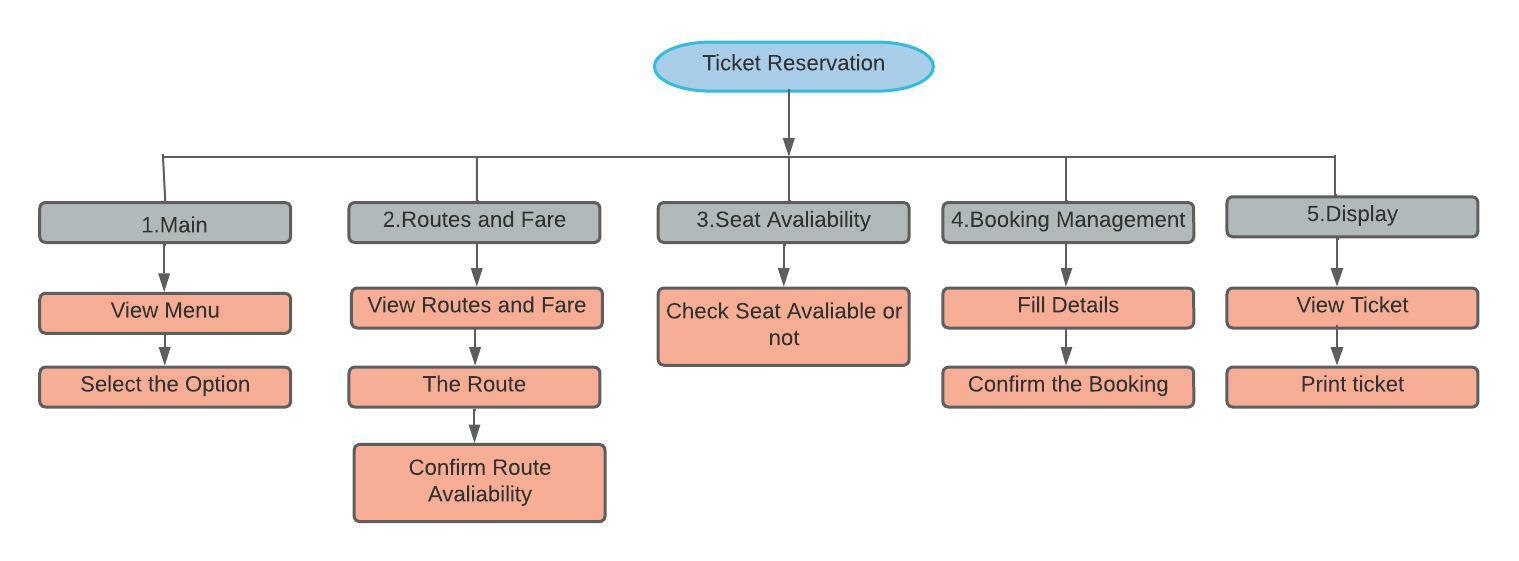 Ticket Reservation
1.Main
2.Routes and Fare
3.Seat Avaliability
4.Booking Management
5.Display
View Menu
View Routes and Fare
Check Seat Avaliable or
not
Fill Details
View Ticket
Select the Option
The Route
Confirm the Booking
Print ticket
Confirm Route
Avaliability